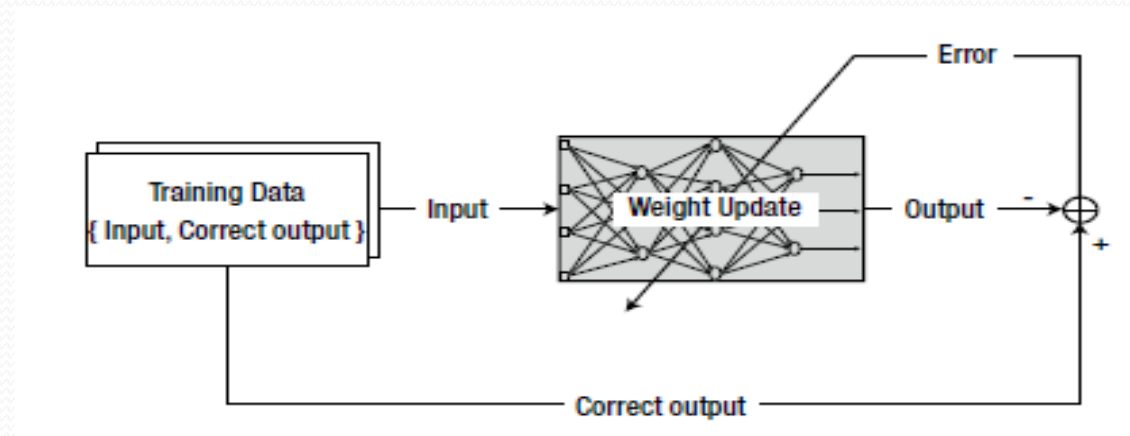 Error
Training Data
{ Input, Correct output }
Input
Weight Update
Output
-
+
Correct output